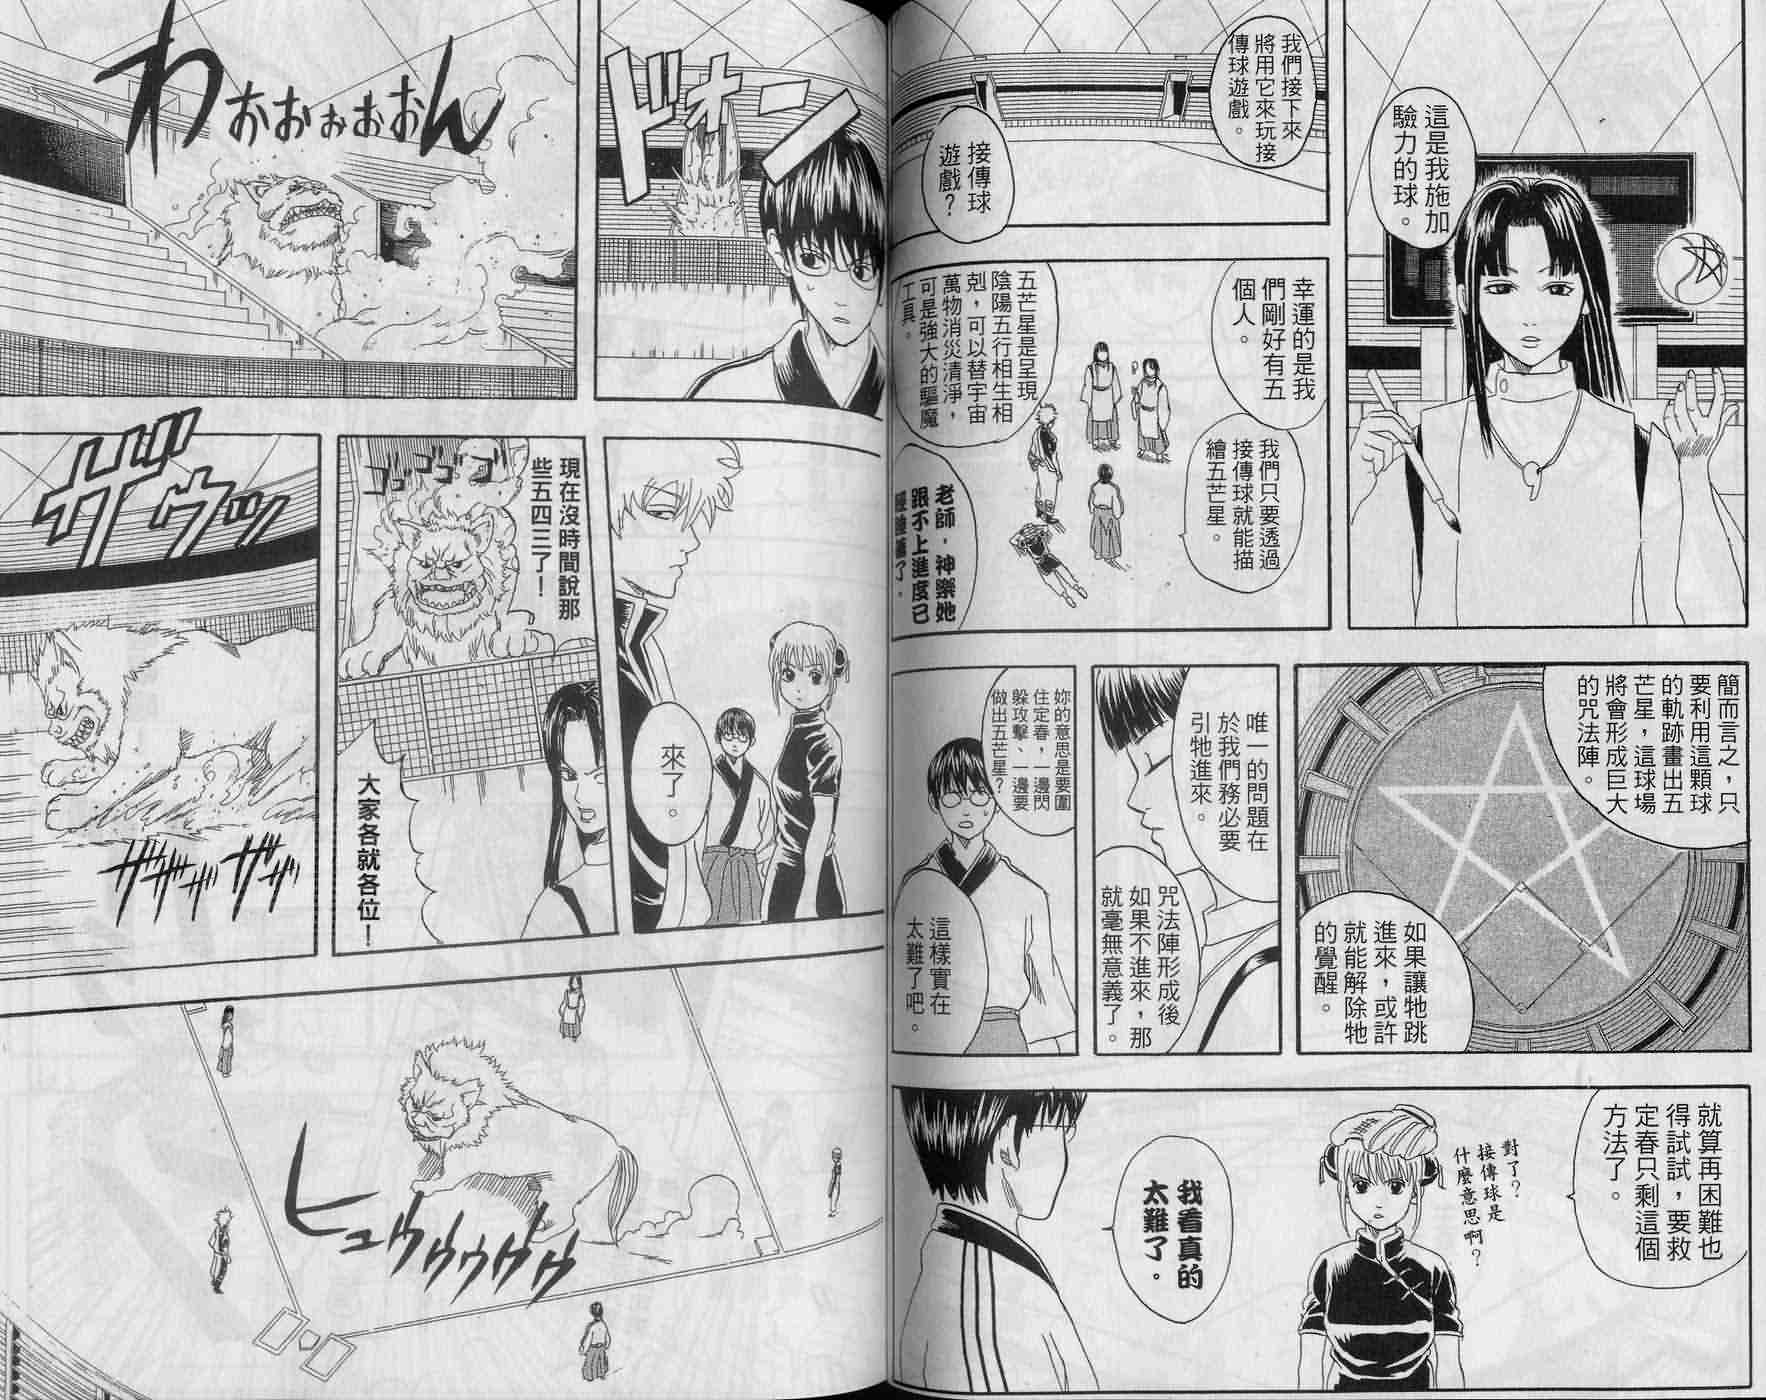 這是我施加
驗力的球。
我們接下來
將用它來玩接
傳球遊戲。
接傳球
遊戲？
幸運的是我
們剛好有五
個人。
我們只要透過
接傳球就能描
繪五芒星。
五芒星是呈現
陰陽五行相生相
剋，可以替宇宙
萬物消災清淨，
可是強大的驅魔
工具。
老師，神樂她
跟不上進度已
簡而言之，只
要利用這顆球
的軌跡畫出五
芒星，這球場
將會形成巨大
的咒法陣。
如果讓牠跳
進來，或許
就能解除牠
的覺醒。
唯一的問題在
於我們務必要
引牠進來。
咒法陣形成後
如果不進來，那
就毫無意義了。
妳的意思是要圍
住定春，一邊閃
躲攻擊、一邊要
做出五芒星？
這樣實在
太難了吧。
就算再困難也
得試試，要救
定春只剩這個
方法了。
對了？
接傳球是
什麼意思啊？
我看真的
太難了。
ドォーン
わおおぉおおん
來了。
現在沒時間說那
些五四三了！
ゴゴゴ
大家各就各位！
ザウッ
ザザザザザ
ヒュウウウウウ